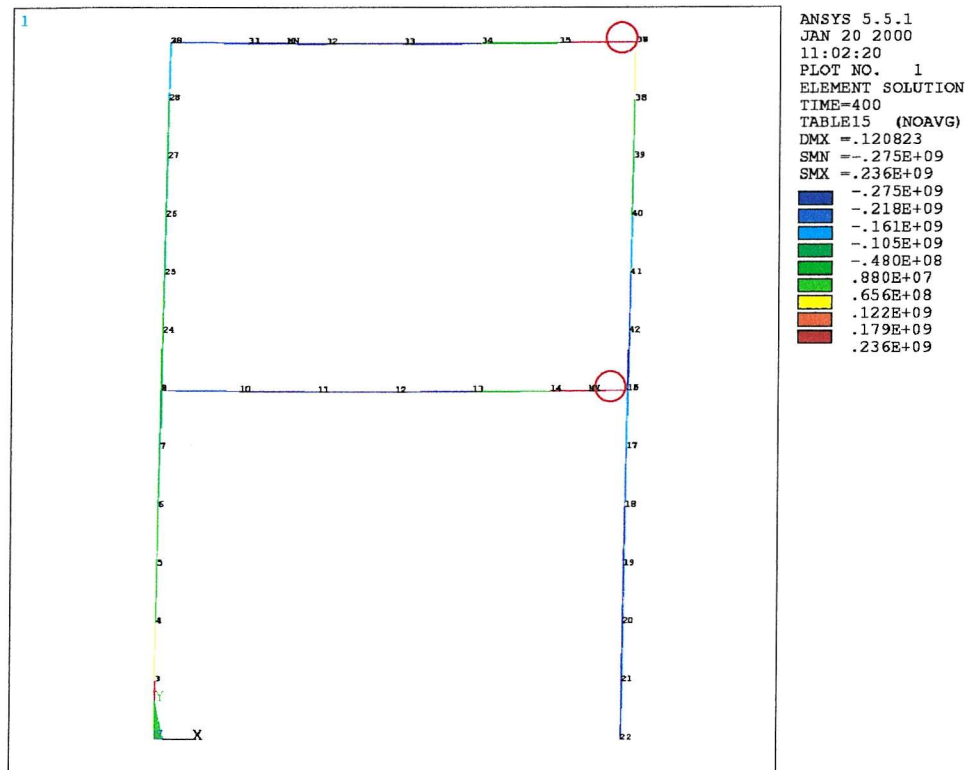 1
ANSYS 5.5.1
JAN 20 2000
11:02:20
PLOT NO. 1
ELEMENT SOLUTION
TIME=400
TABLE15 (NOAVG)
DMX =.120823
SMN =-.275E+09
SMX =.236E+09
-.275E+09
-.218E+09
-.161E+09
-.105E+09
-.480E+08
.880E+07
.656E+08
.122E+09
.179E+09
.236E+09
31 MN 32 33 34 35
28 38
27 39
26 40
25 41
24 42
10 11 12 13 14 MX
7 17
6 18
5 19
4 20
3 21
Y
X 22